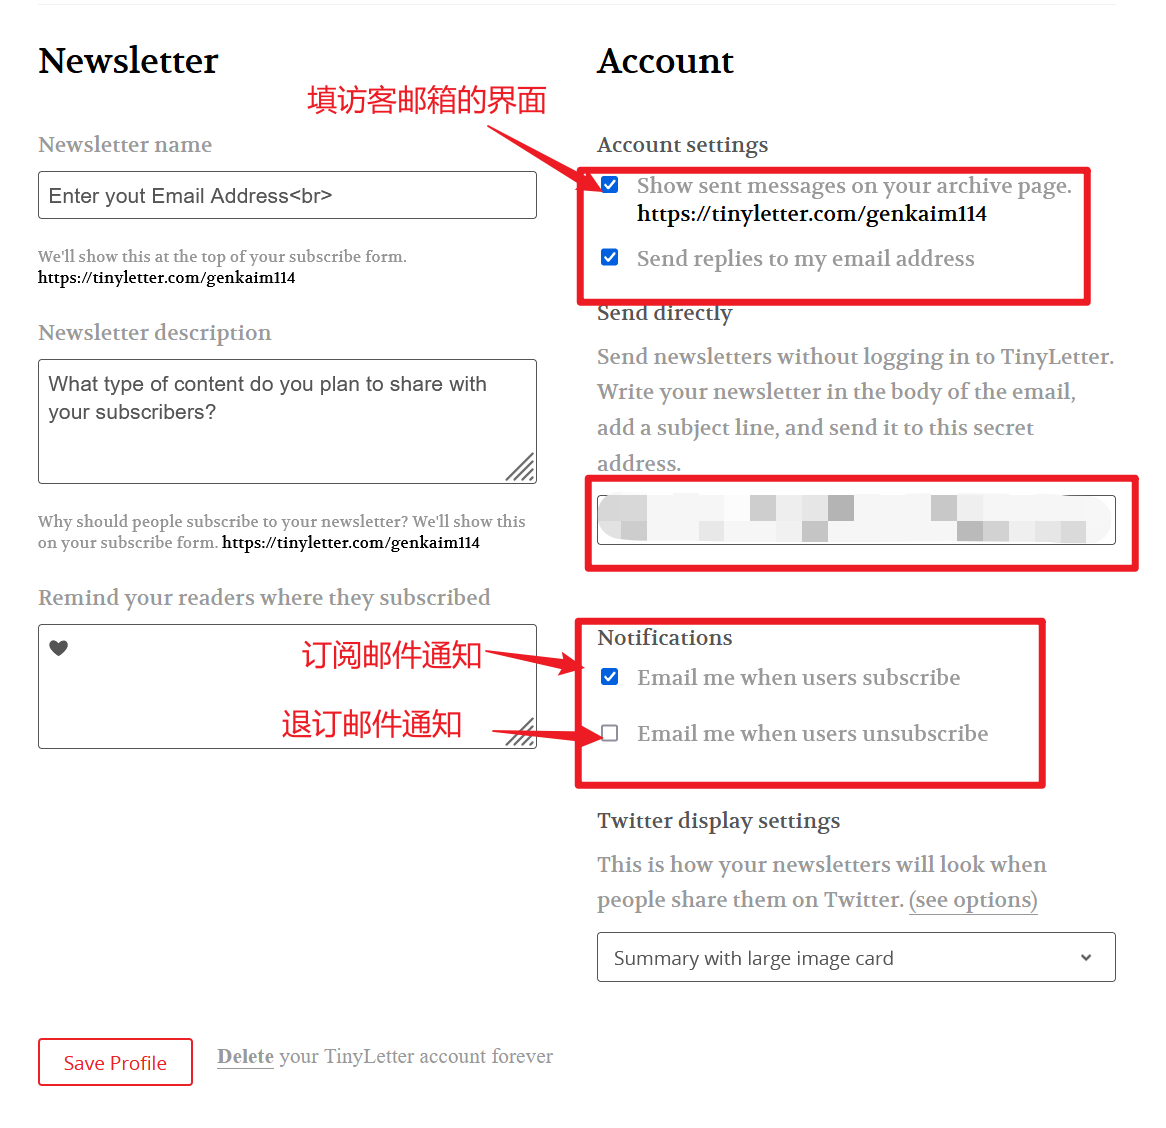 Newsletter
填访客邮箱的界面
Newsletter name
Enter yout Email Address<br>
We'll show this at the top of your subscribe form.
https://tinyletter.com/genkaim114
Newsletter description
What type of content do you plan to share with
your subscribers?
Why should people subscribe to your newsletter? We'll show this
on your subscribe form. https://tinyletter.com/genkaim114
Remind your readers where they subscribed
订阅邮件通知
退订邮件通知
Account
Account settings
Show sent messages on your archive page.
https://tinyletter.com/genkaim114
Send replies to my email address
Send directly
Send newsletters without logging in to TinyLetter.
Write your newsletter in the body of the email,
add a subject line, and send it to this secret
address.
Notifications
Email me when users subscribe
Email me when users unsubscribe
Twitter display settings
This is how your newsletters will look when
people share them on Twitter. (see options)
Summary with large image card
Save Profile
Delete your TinyLetter account forever